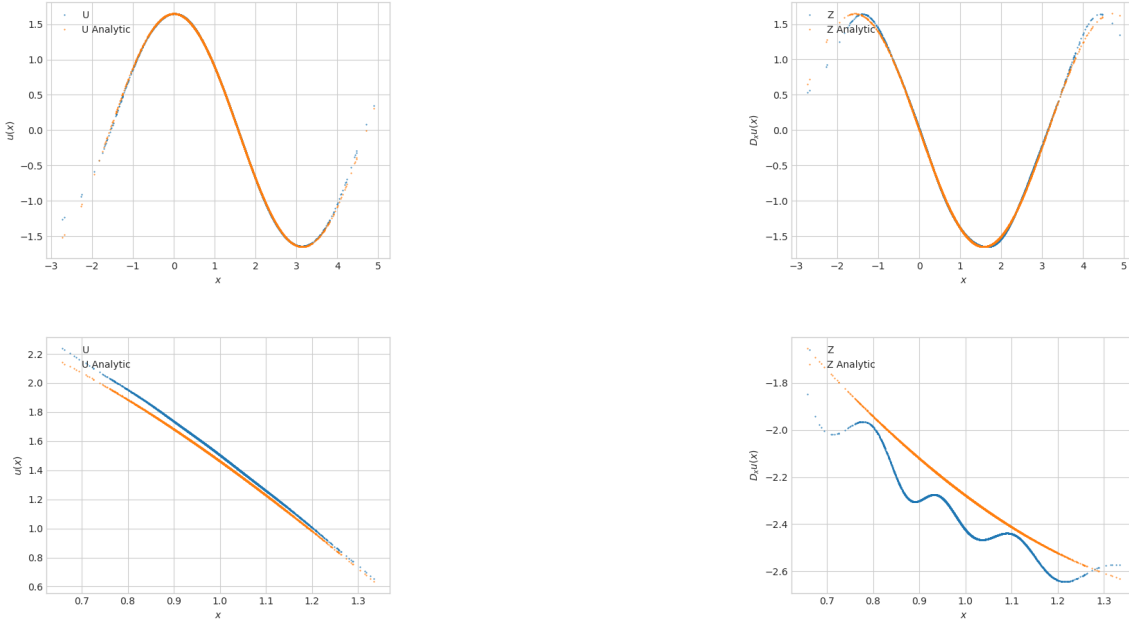 U
U Analytic
1.5
1.0
0.5
0.0
−0.5
−1.0
−1.5
u(x)
−3 −2 −1 0 1 2 3 4 5
x
Z
Z Analytic
1.5
1.0
0.5
0.0
−0.5
−1.0
−1.5
Dₓu(x)
−3 −2 −1 0 1 2 3 4 5
x
U
U Analytic
2.2
2.0
1.8
1.6
1.4
1.2
1.0
0.8
0.6
u(x)
0.7 0.8 0.9 1.0 1.1 1.2 1.3
x
Z
Z Analytic
−1.8
−2.0
−2.2
−2.4
−2.6
Dₓu(x)
0.7 0.8 0.9 1.0 1.1 1.2 1.3
x